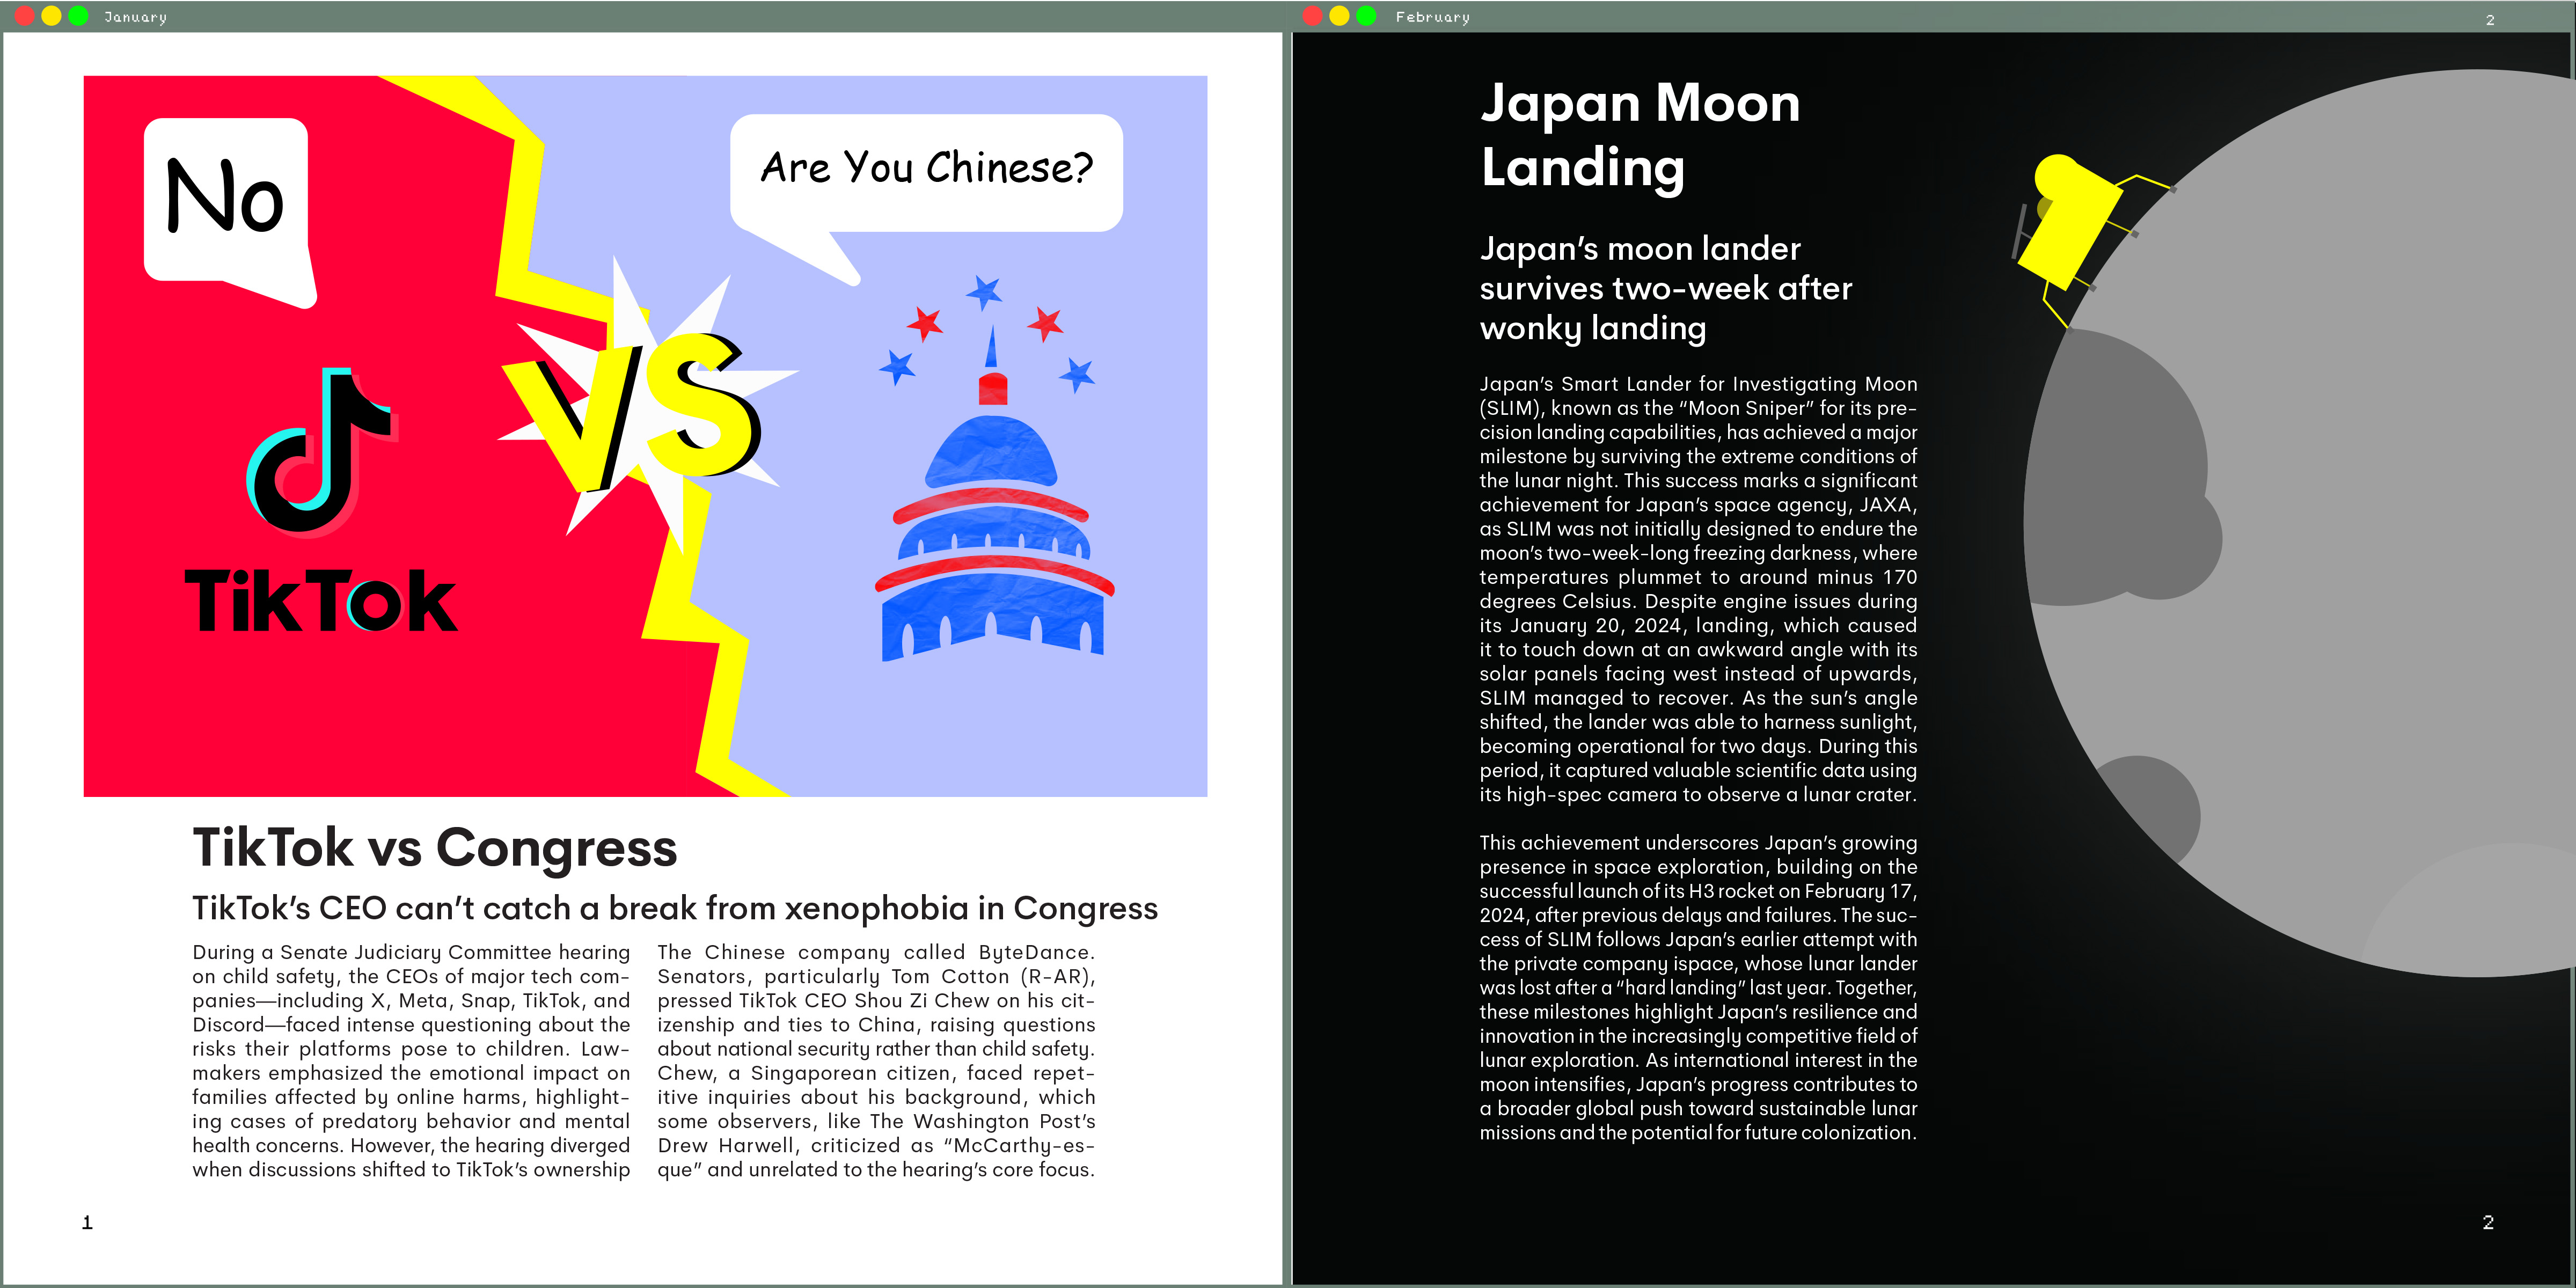 January
No
Are You Chinese?
VS
TikTok
TikTok vs Congress
TikTok’s CEO can’t catch a break from xenophobia in Congress
During a Senate Judiciary Committee hearing
on child safety, the CEOs of major tech com-
panies—including X, Meta, Snap, TikTok, and
Discord—faced intense questioning about the
risks their platforms pose to children. Law-
makers emphasized the emotional impact on
families affected by online harms, highlight-
ing cases of predatory behavior and mental
health concerns. However, the hearing diverged
when discussions shifted to TikTok’s ownership
The Chinese company called ByteDance.
Senators, particularly Tom Cotton (R-AR),
pressed TikTok CEO Shou Zi Chew on his cit-
izenship and ties to China, raising questions
about national security rather than child safety.
Chew, a Singaporean citizen, faced repet-
itive inquiries about his background, which
some observers, like The Washington Post’s
Drew Harwell, criticized as “McCarthy-es-
que” and unrelated to the hearing’s core focus.
1
February
2
Japan Moon
Landing
Japan’s moon lander
survives two-week after
wonky landing
Japan’s Smart Lander for Investigating Moon
(SLIM), known as the “Moon Sniper” for its pre-
cision landing capabilities, has achieved a major
milestone by surviving the extreme conditions of
the lunar night. This success marks a significant
achievement for Japan’s space agency, JAXA,
as SLIM was not initially designed to endure the
moon’s two-week-long freezing darkness, where
temperatures plummet to around minus 170
degrees Celsius. Despite engine issues during
its January 20, 2024, landing, which caused
it to touch down at an awkward angle with its
solar panels facing west instead of upwards,
SLIM managed to recover. As the sun’s angle
shifted, the lander was able to harness sunlight,
becoming operational for two days. During this
period, it captured valuable scientific data using
its high-spec camera to observe a lunar crater.
This achievement underscores Japan’s growing
presence in space exploration, building on the
successful launch of its H3 rocket on February 17,
2024, after previous delays and failures. The suc-
cess of SLIM follows Japan’s earlier attempt with
the private company ispace, whose lunar lander
was lost after a “hard landing” last year. Together,
these milestones highlight Japan’s resilience and
innovation in the increasingly competitive field of
lunar exploration. As international interest in the
moon intensifies, Japan’s progress contributes to
a broader global push toward sustainable lunar
missions and the potential for future colonization.
2